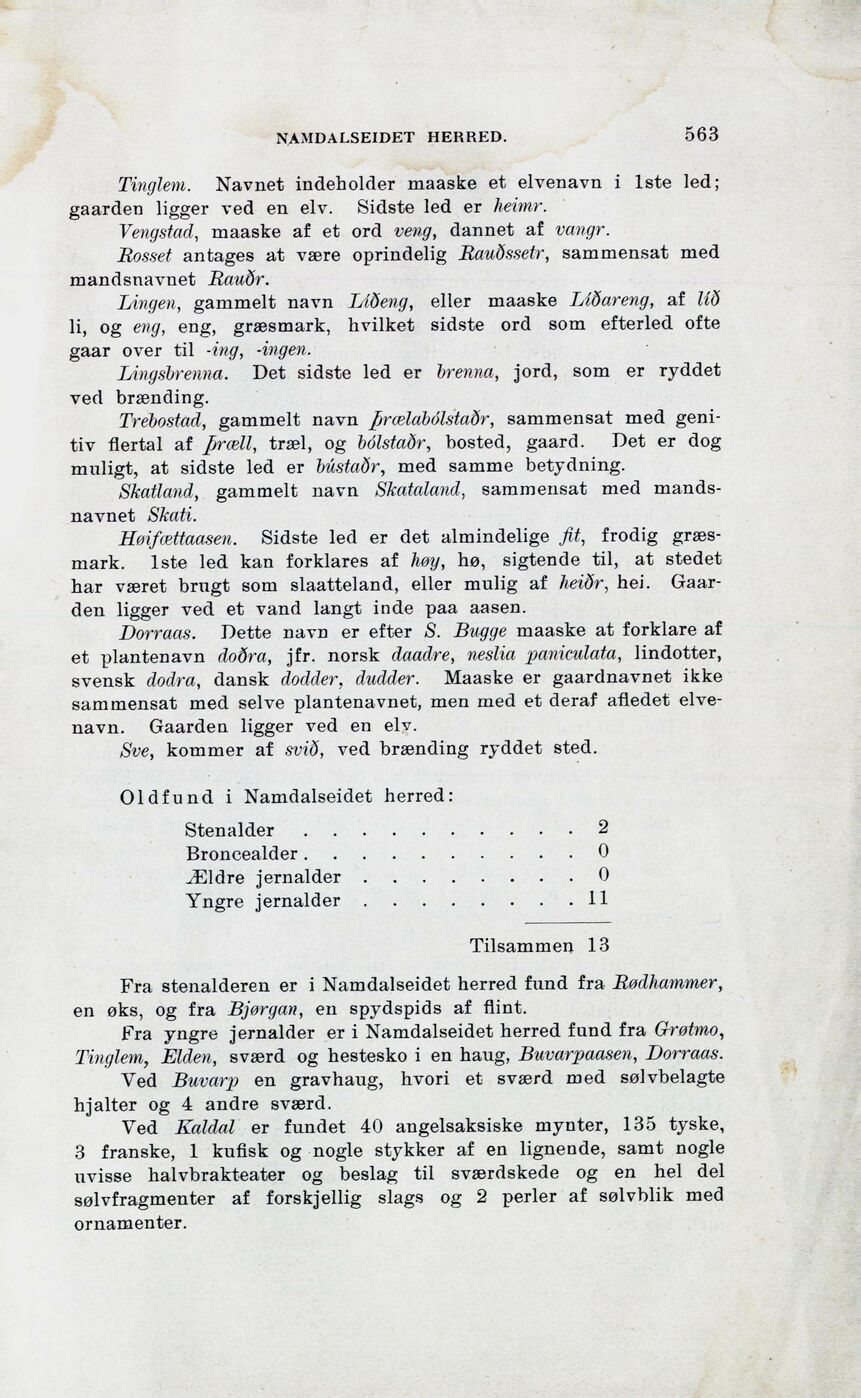 NAMDALSEIDET HERRED. 563
Tinglem. Navnet indeholder maaske et elvenavn i 1ste led;
gaarden ligger ved en elv. Sidste led er heimr.
Vengstad, maaske af et ord veng, dannet af vangr.
Rosset antages at være oprindelig Rauðssetr, sammensat med
mandsnavnet Rauðr.
Lingen, gammelt navn Líðeng, eller maaske Líðareng, af líð
li, og eng, eng, græsmark, hvilket sidste ord som efterled ofte
gaar over til -ing, -ingen.
Lingsbrenna. Det sidste led er brenna, jord, som er ryddet
ved brænding.
Trebostad, gammelt navn Þrælabólstaðr, sammensat med geni-
tiv flertal af Þræll, træl, og bólstaðr, bosted, gaard. Det er dog
muligt, at sidste led er bústaðr, med samme betydning.
Skatland, gammelt navn Skataland, sammensat med mands-
navnet Skati.
Høifættaasen. Sidste led er det almindelige fit, frodig græs-
mark. 1ste led kan forklares af høy, hø, sigtende til, at stedet
har været brugt som slaatteland, eller mulig af heiðr, hei. Gaar-
den ligger ved et vand langt inde paa aasen.
Dorraas. Dette navn er efter S. Bugge maaske at forklare af
et plantenavn doðra, jfr. norsk daadre, neslia paniculata, lindotter,
svensk dodra, dansk dodder, dudder. Maaske er gaardnavnet ikke
sammensat med selve plantenavnet, men med et deraf afledet elve-
navn. Gaarden ligger ved en elv.
Sve, kommer af svið, ved brænding ryddet sted.
Oldfund i Namdalseidet herred:
Stenalder . . . . . . . . . . 2
Broncealder . . . . . . . . . . 0
Ældre jernalder . . . . . . . . 0
Yngre jernalder . . . . . . . . 11
Tilsammen 13
Fra stenalderen er i Namdalseidet herred fund fra Rødhammer,
en øks, og fra Bjørgan, en spydspids af flint.
Fra yngre jernalder er i Namdalseidet herred fund fra Grøtmo,
Tinglem, Elden, sværd og hestesko i en haug, Buvarpaasen, Dorraas.
Ved Buvarp en gravhaug, hvori et sværd med sølvbelagte
hjalter og 4 andre sværd.
Ved Kaldal er fundet 40 angelsaksiske mynter, 135 tyske,
3 franske, 1 kufisk og nogle stykker af en lignende, samt nogle
uvisse halvbrakteater og beslag til sværdskede og en hel del
sølvfragmenter af forskjellig slags og 2 perler af sølvblik med
ornamenter.